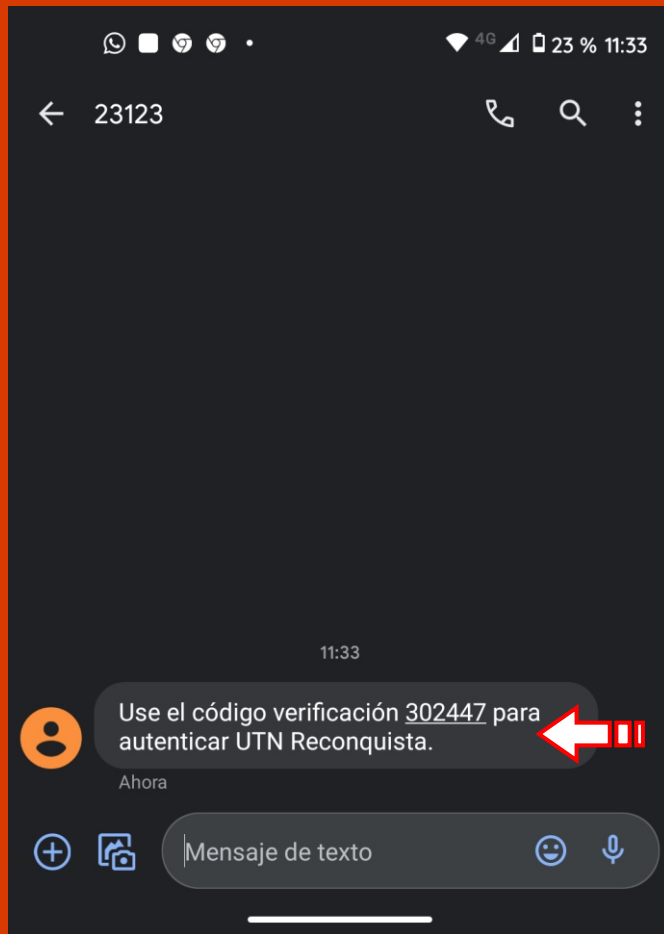 4G 23 % 11:33
23123
11:33
Use el código verificación 302447 para
autenticar UTN Reconquista.
Ahora
Mensaje de texto